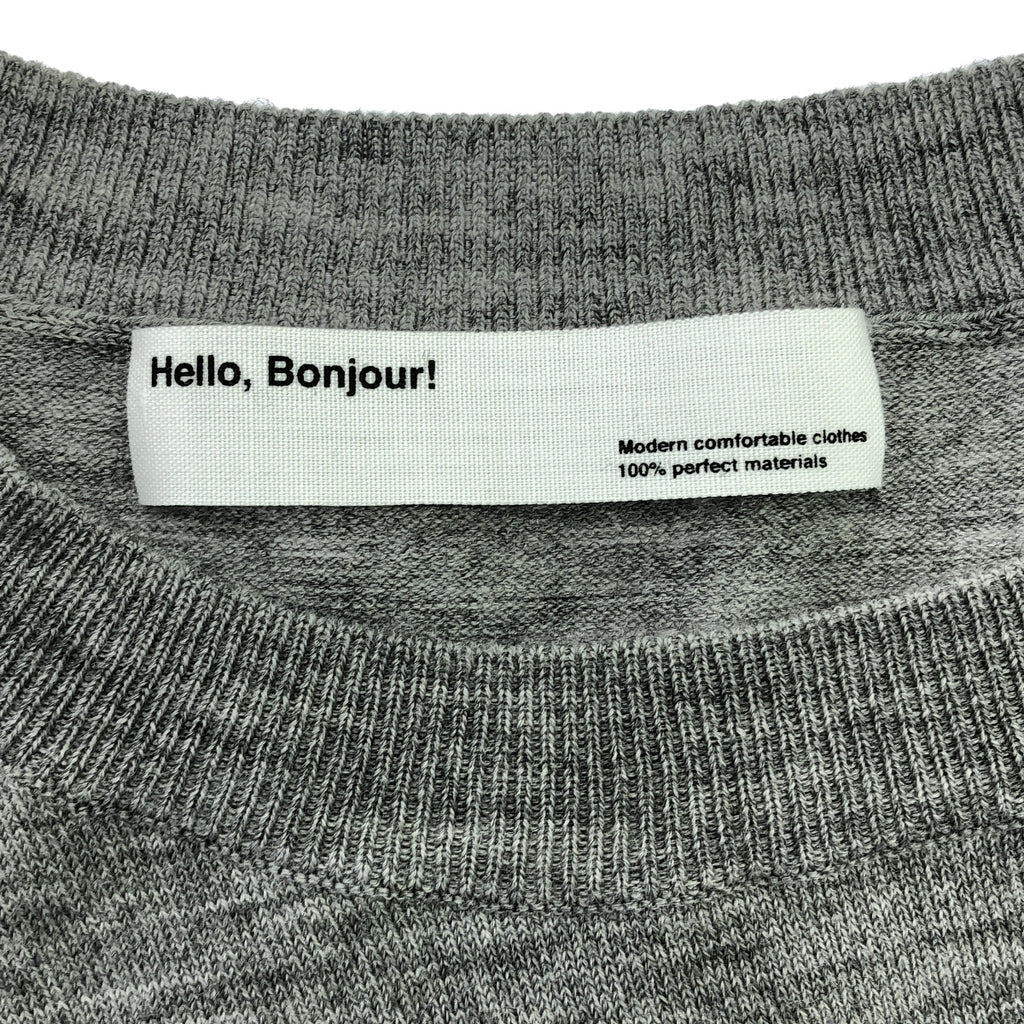 Hello, Bonjour!
Modern comfortable clothes
100% perfect materials